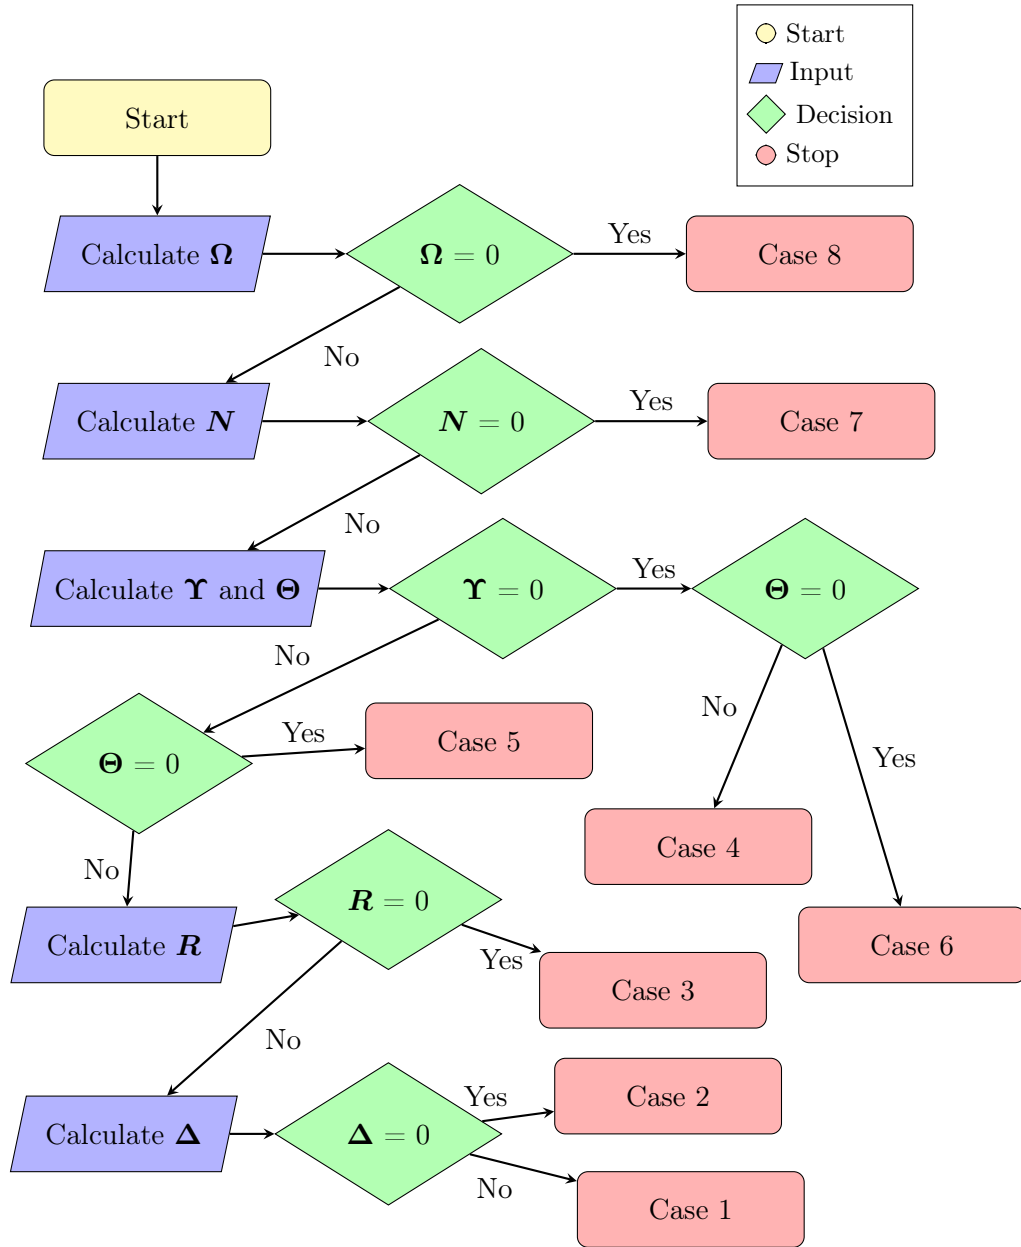 Start
Input
Decision
Stop
Start
Calculate Ω
Ω = 0
Yes
Case 8
No
Calculate N
N = 0
Yes
Case 7
No
Calculate ϒ and Θ
ϒ = 0
Yes
Θ = 0
No
No
Yes
Θ = 0
Yes
Case 5
Case 4
No
Calculate R
R = 0
Yes
Case 6
Case 3
No
Calculate Δ
Δ = 0
Yes
Case 2
No
Case 1